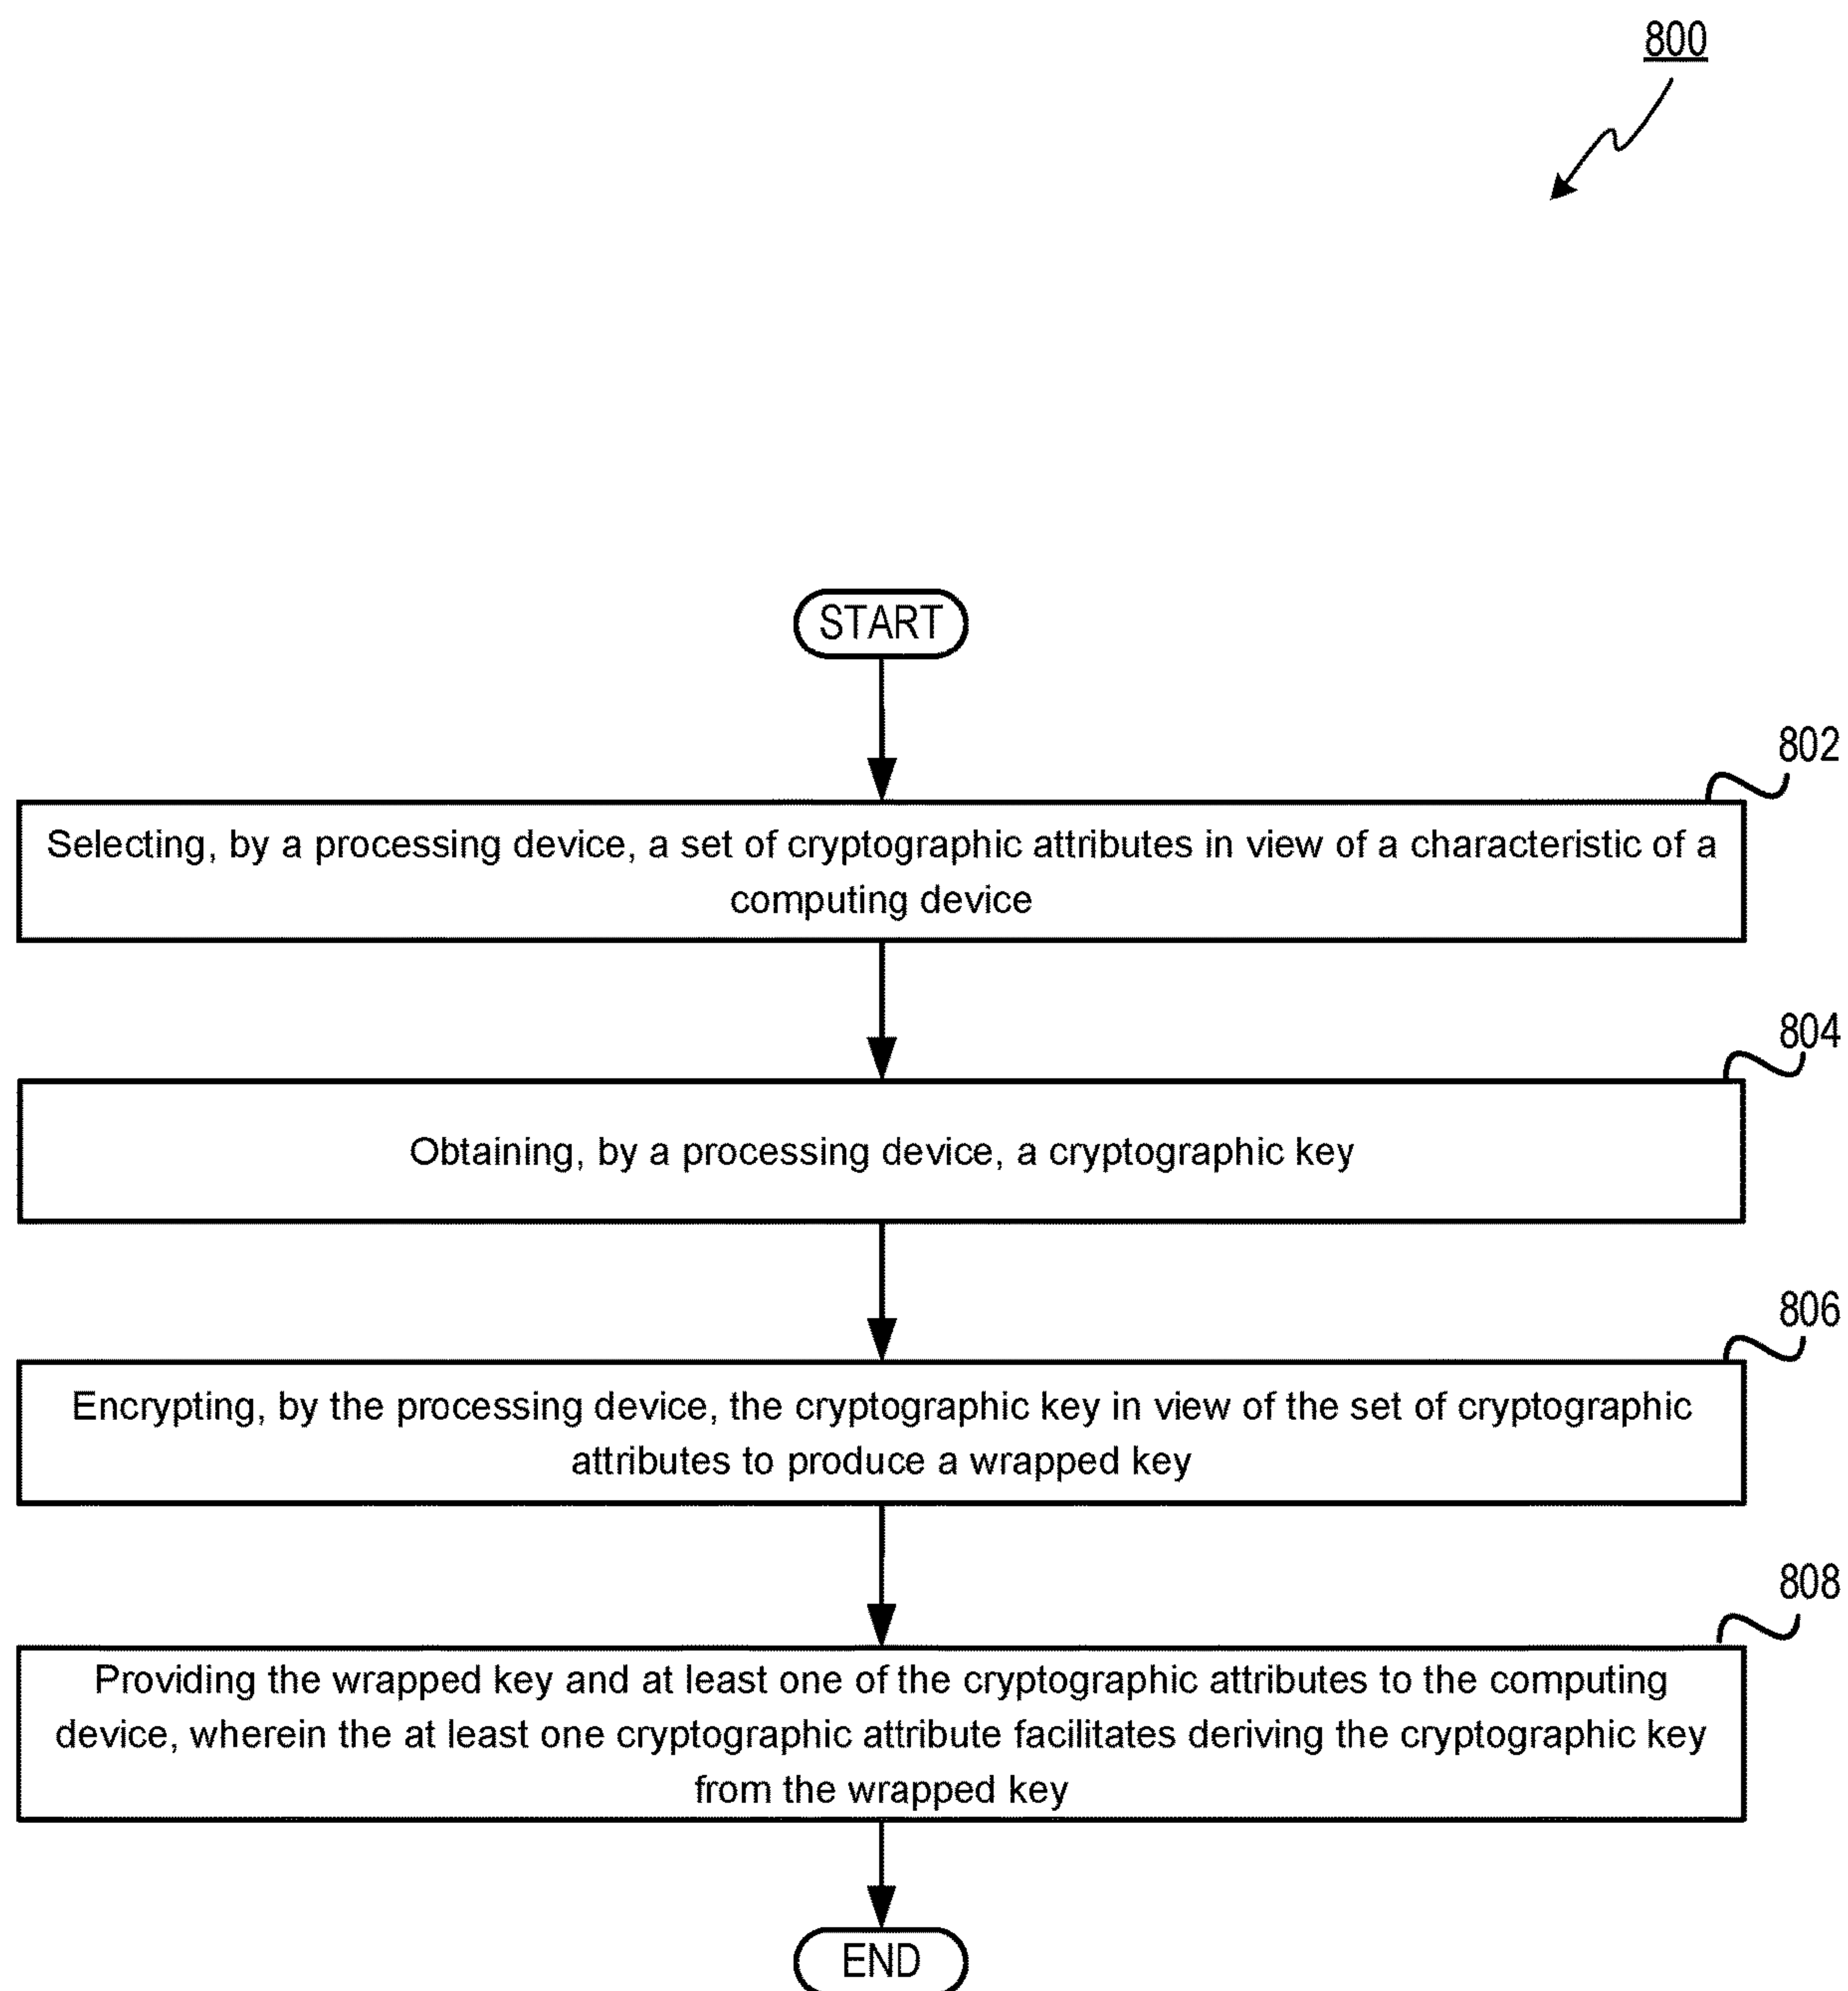 800
START
802
Selecting, by a processing device, a set of cryptographic attributes in view of a characteristic of a
computing device
804
Obtaining, by a processing device, a cryptographic key
806
Encrypting, by the processing device, the cryptographic key in view of the set of cryptographic
attributes to produce a wrapped key
808
Providing the wrapped key and at least one of the cryptographic attributes to the computing
device, wherein the at least one cryptographic attribute facilitates deriving the cryptographic key
from the wrapped key
END